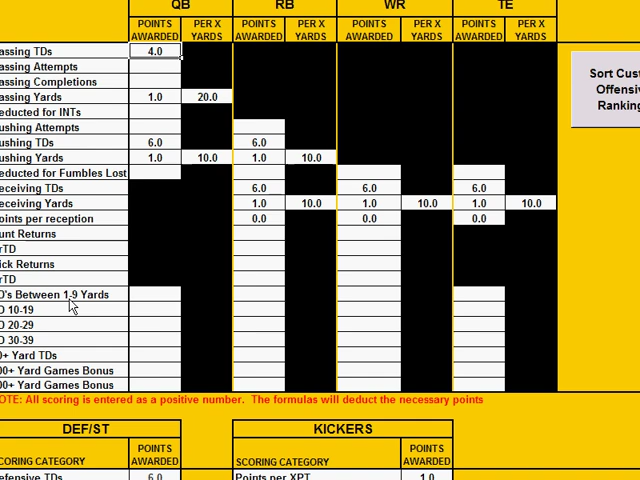 QB RB WR TE
POINTS AWARDED PER X YARDS POINTS AWARDED PER X YARDS POINTS AWARDED PER X YARDS POINTS AWARDED PER X YARDS
assing TDs 4.0
assing Attempts
assing Completions
assing Yards 1.0 20.0
educted for INTs
ushing Attempts
ushing TDs 6.0 6.0
ushing Yards 1.0 10.0 1.0 10.0
educted for Fumbles Lost
eceiving TDs 6.0 6.0 6.0
eceiving Yards 1.0 10.0 1.0 10.0 1.0 10.0
oints per reception 0.0 0.0 0.0
unt Returns
rTD
ick Returns
rTD
D's Between 1-9 Yards
D 10-19
D 20-29
D 30-39
0+ Yard TDs
00+ Yard Games Bonus
00+ Yard Games Bonus
Sort Cust
Offensiv
Ranking
OTE: All scoring is entered as a positive number. The formulas will deduct the necessary points
DEF/ST KICKERS
CORING CATEGORY POINTS AWARDED SCORING CATEGORY POINTS AWARDED
efensive TDs 6.0 Points per XPT 1.0